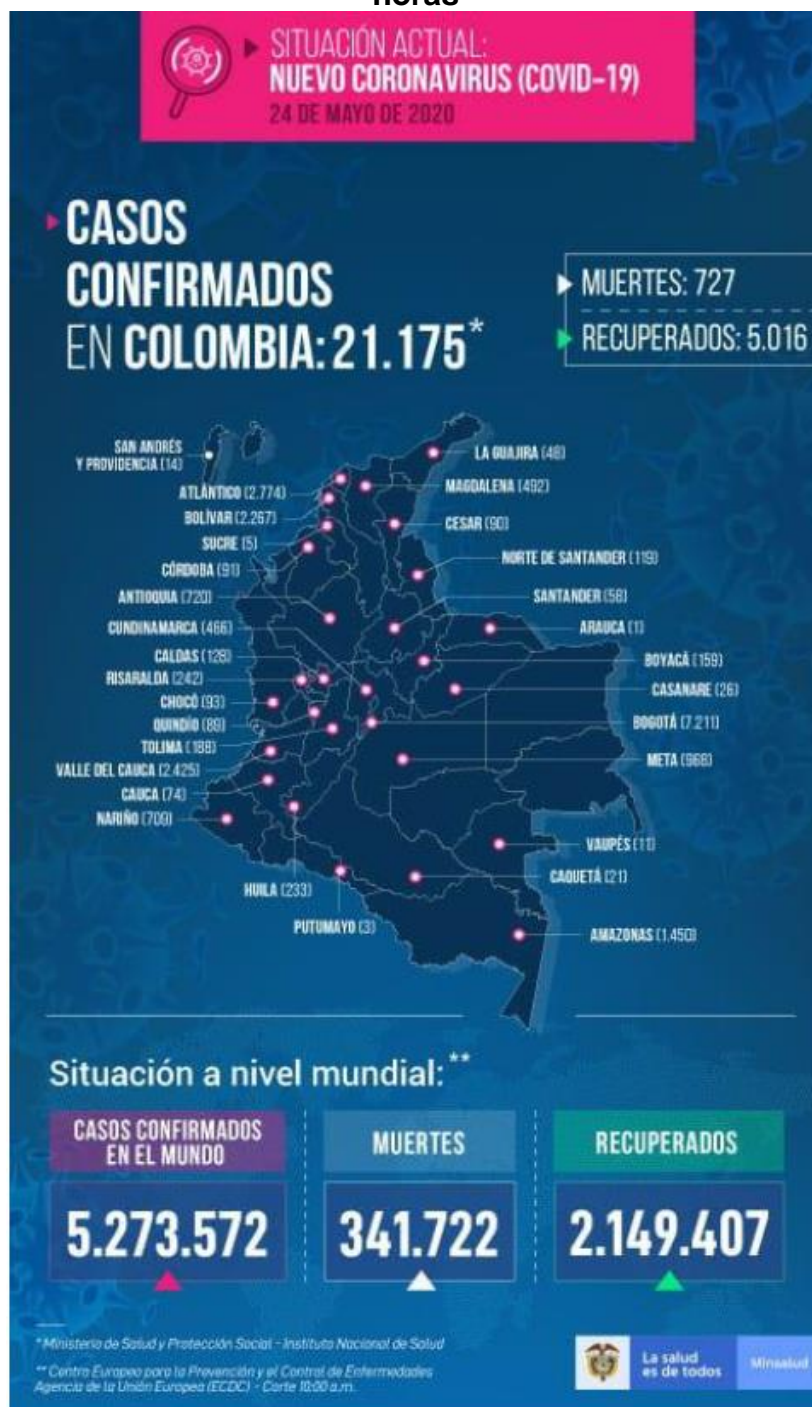 horas
SITUACIÓN ACTUAL:
NUEVO CORONAVIRUS (COVID-19)
24 DE MAYO DE 2020
CASOS
CONFIRMADOS
EN COLOMBIA: 21.175*
MUERTES: 727
RECUPERADOS: 5.016
SAN ANDRÉS
Y PROVIDENCIA (14)
ATLÁNTICO (2.774)
BOLÍVAR (2.267)
SUCRE (5)
CÓRDOBA (91)
ANTIOQUIA (720)
CUNDINAMARCA (466)
CALDAS (128)
RISARALDA (242)
CHOCÓ (93)
QUINDÍO (89)
TOLIMA (188)
VALLE DEL CAUCA (2.425)
CAUCA (74)
NARIÑO (709)
HUILA (233)
PUTUMAYO (3)
LA GUAJIRA (48)
MAGDALENA (492)
CESAR (90)
NORTE DE SANTANDER (119)
SANTANDER (58)
ARAUCA (1)
BOYACÁ (159)
CASANARE (26)
BOGOTÁ (7.211)
META (968)
VAUPÉS (11)
CAQUETÁ (21)
AMAZONAS (1.450)
Situación a nivel mundial:**
CASOS CONFIRMADOS
EN EL MUNDO
5.273.572
MUERTES
341.722
RECUPERADOS
2.149.407
* Ministerio de Salud y Protección Social - Instituto Nacional de Salud
** Centro Europeo para la Prevención y el Control de Enfermedades
Agencia de la Unión Europea (ECDC) - Corte 10:00 a.m.
La salud
es de todos
Minsalud